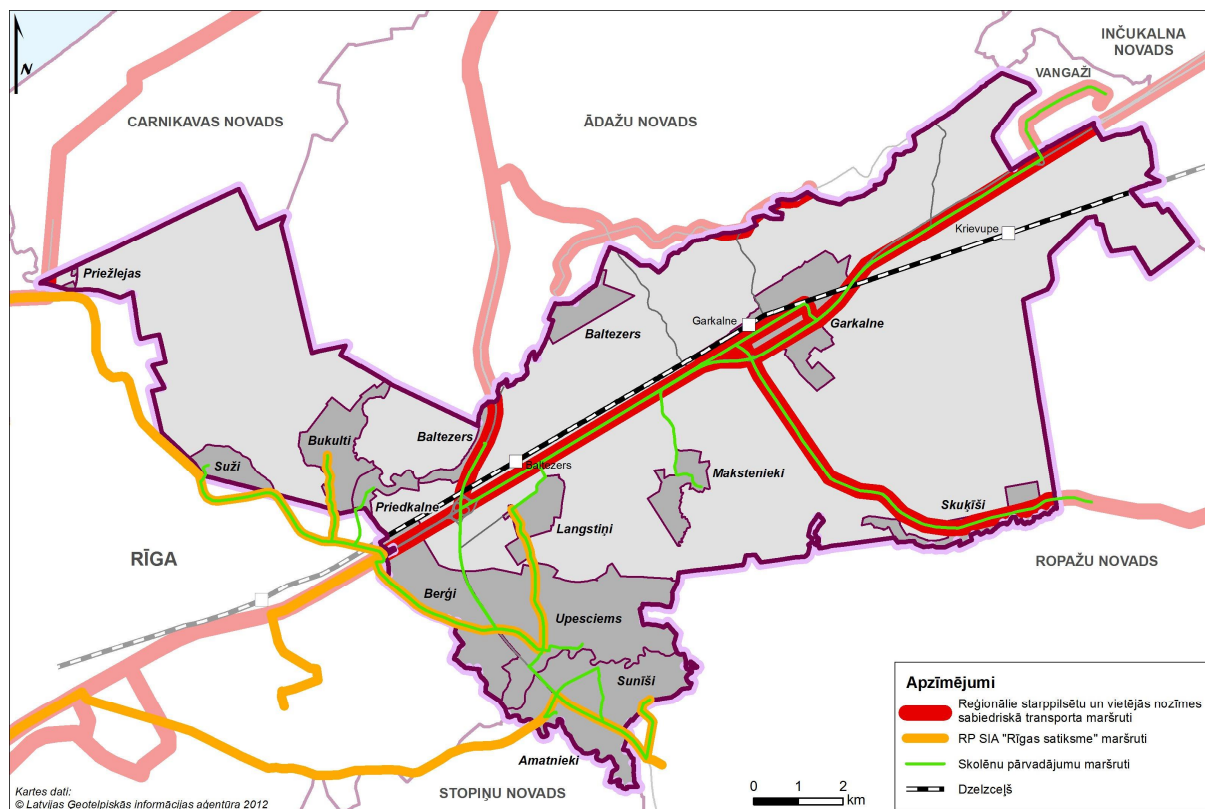 N
INČUKALNA
NOVADS
VANGAŽI
CARNIKAVAS NOVADS
ĀDAŽU NOVADS
Krievupe
Priežlejas
Baltezers
Garkalne
Garkalne
Baltezers
Bukulti
Suži
Baltezers
Makstenieki
Priedkalne
Langstiņi
Skuķīši
RĪGA
ROPAŽU NOVADS
Berģi
Upesciems
Sunīši
Amatnieki
STOPIŅU NOVADS
Apzīmējumi
Reģionālie starppilsētu un vietējās nozīmes
sabiedriskā transporta maršruti
RP SIA "Rīgas satiksme" maršruti
Skolēnu pārvadājumu maršruti
Dzelzceļš
0 1 2
km
Kartes dati:
© Latvijas Ģeotelpiskās informācijas aģentūra 2012